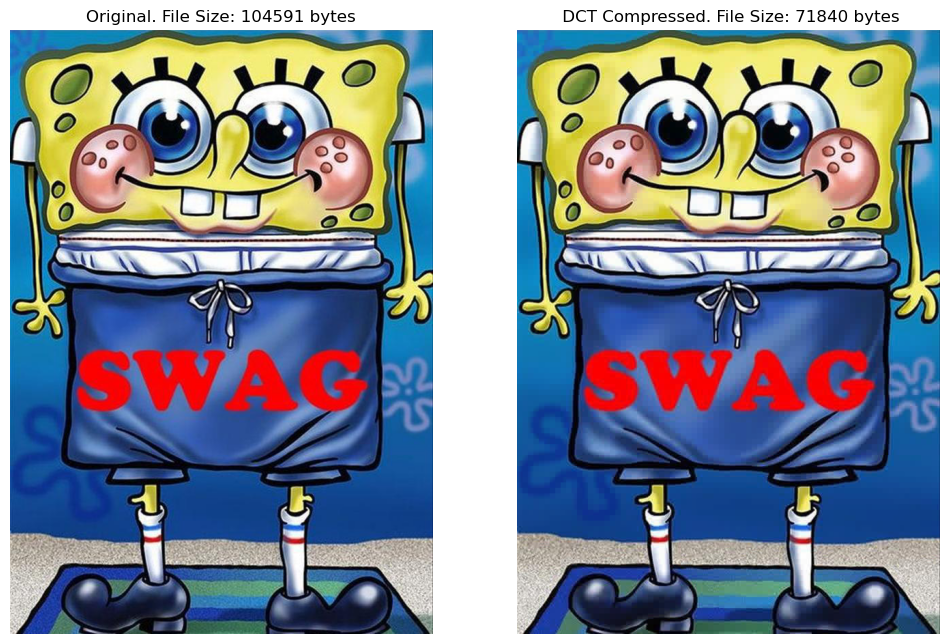 Original. File Size: 104591 bytes
DCT Compressed. File Size: 71840 bytes
SWAG
SWAG